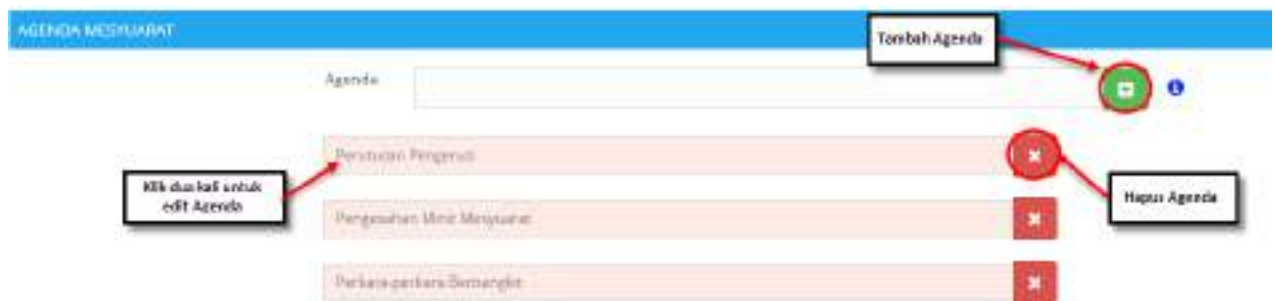 AGENDA MESYUARAT
Tambah Agenda
Agenda
Perutusan Pengerusi
Klik dua kali untuk
edit Agenda
Hapus Agenda
Pengesahan Minit Mesyuarat
Perkara-perkara Berbangkit